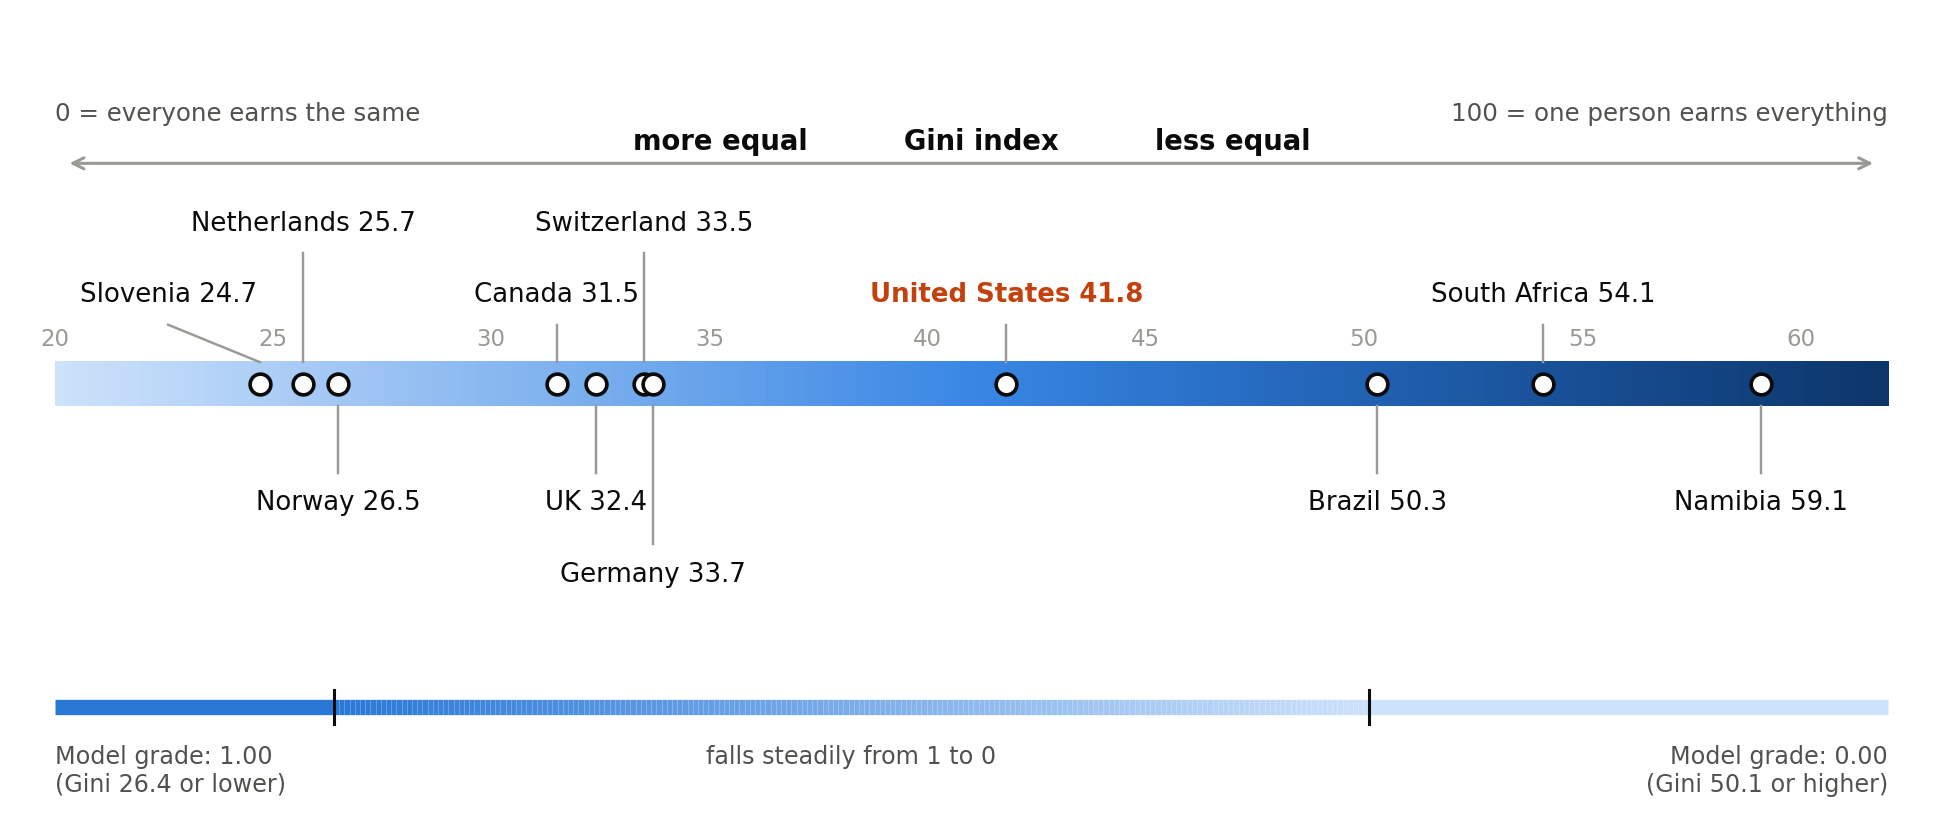 0 = everyone earns the same
100 = one person earns everything
more equal
Gini index
less equal
Netherlands 25.7
Switzerland 33.5
Slovenia 24.7
Canada 31.5
United States 41.8
South Africa 54.1
20 25 30 35 40 45 50 55 60
Norway 26.5
UK 32.4
Brazil 50.3
Namibia 59.1
Germany 33.7
Model grade: 1.00
(Gini 26.4 or lower)
falls steadily from 1 to 0
Model grade: 0.00
(Gini 50.1 or higher)